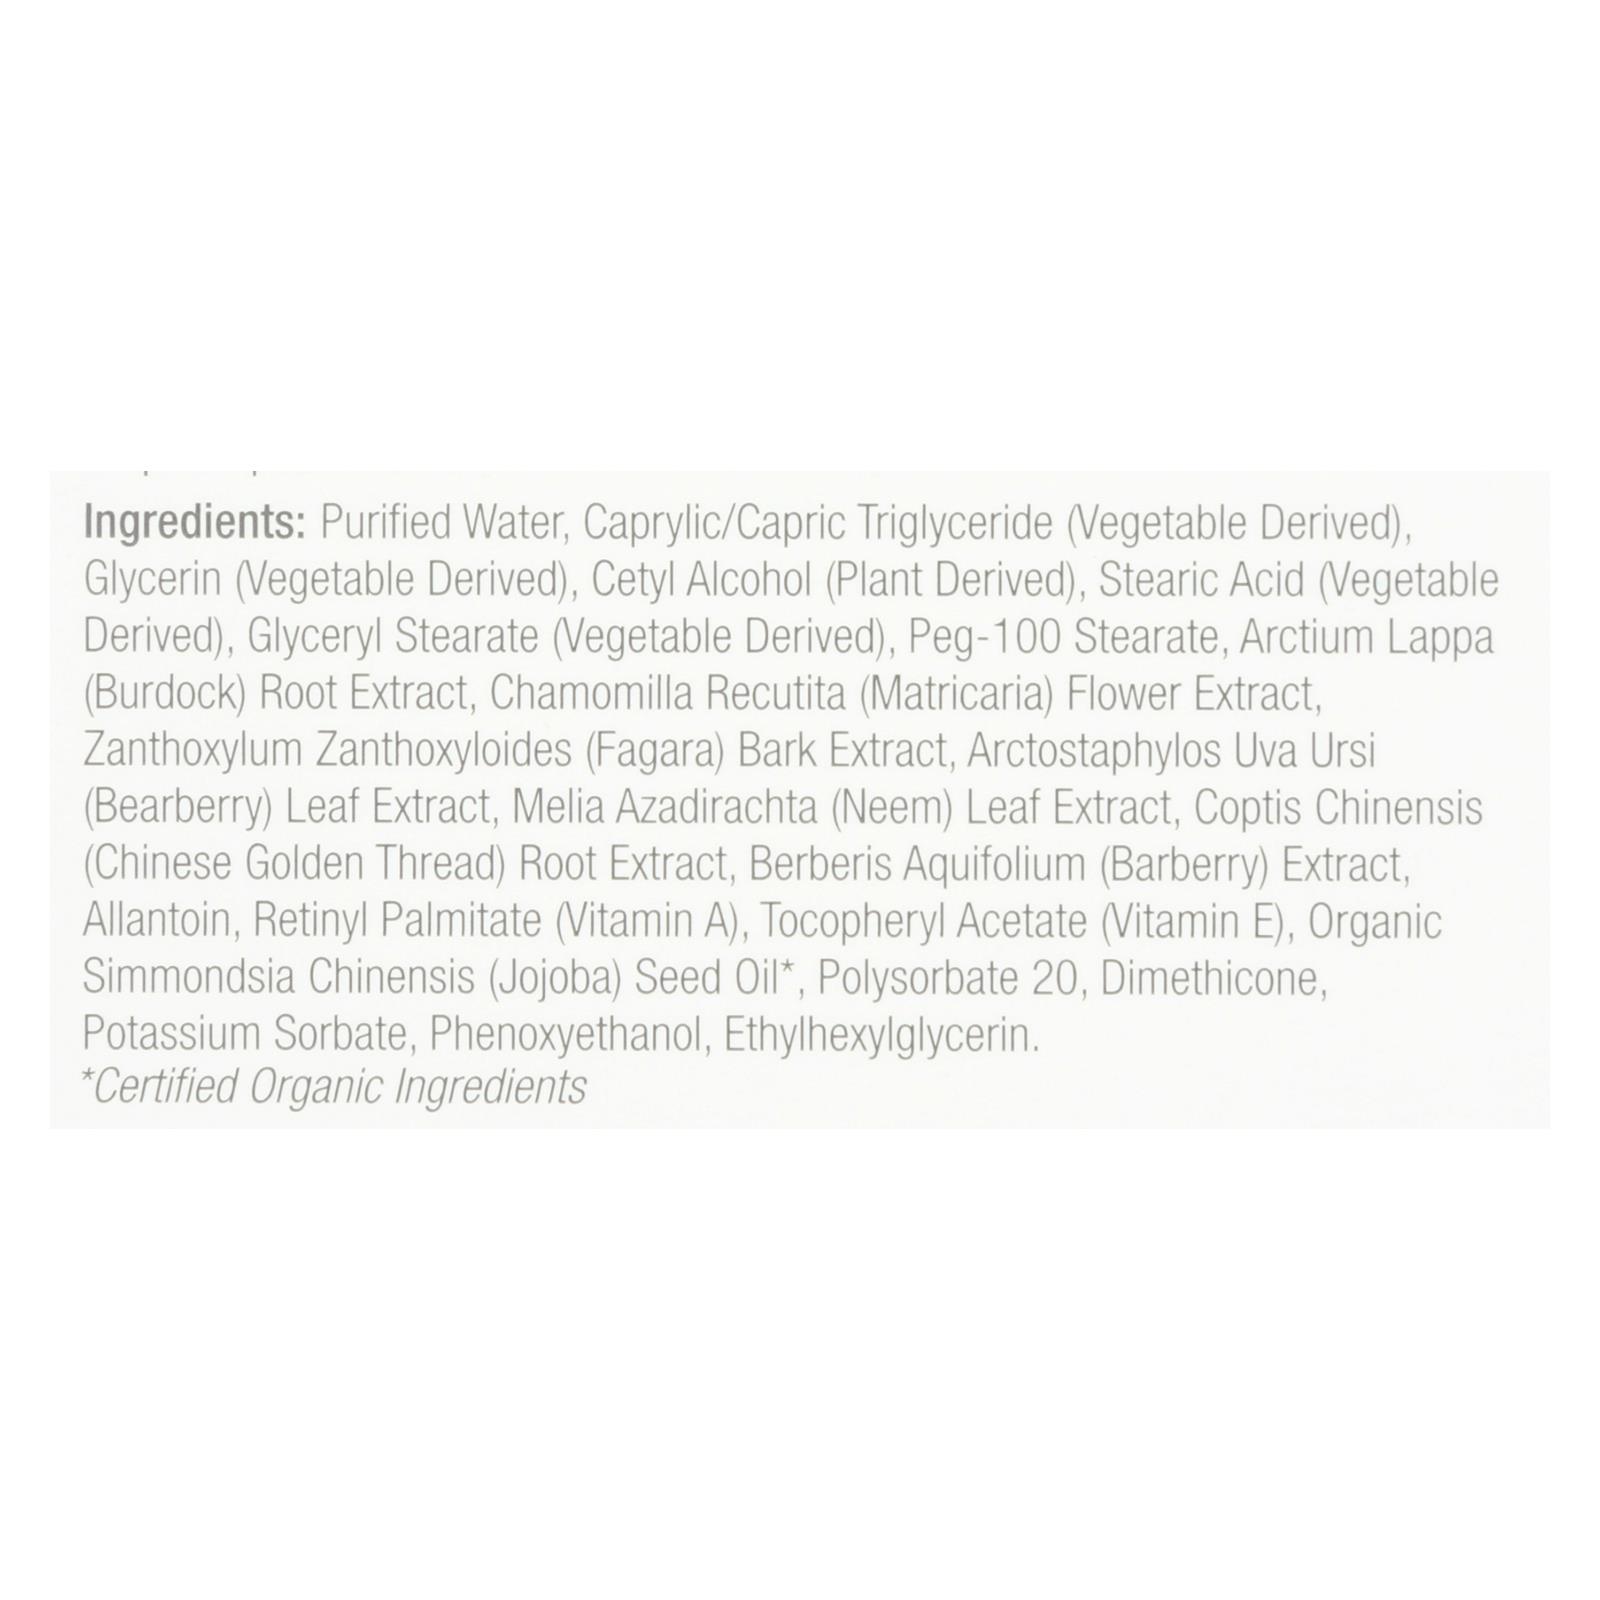 Ingredients: Purified Water, Caprylic/Capric Triglyceride (Vegetable Derived),
Glycerin (Vegetable Derived), Cetyl Alcohol (Plant Derived), Stearic Acid (Vegetable
Derived), Glyceryl Stearate (Vegetable Derived), Peg-100 Stearate, Arctium Lappa
(Burdock) Root Extract, Chamomilla Recutita (Matricaria) Flower Extract,
Zanthoxylum Zanthoxyloides (Fagara) Bark Extract, Arctostaphylos Uva Ursi
(Bearberry) Leaf Extract, Melia Azadirachta (Neem) Leaf Extract, Coptis Chinensis
(Chinese Golden Thread) Root Extract, Berberis Aquifolium (Barberry) Extract,
Allantoin, Retinyl Palmitate (Vitamin A), Tocopheryl Acetate (Vitamin E), Organic
Simmondsia Chinensis (Jojoba) Seed Oil*, Polysorbate 20, Dimethicone,
Potassium Sorbate, Phenoxyethanol, Ethylhexylglycerin.
*Certified Organic Ingredients